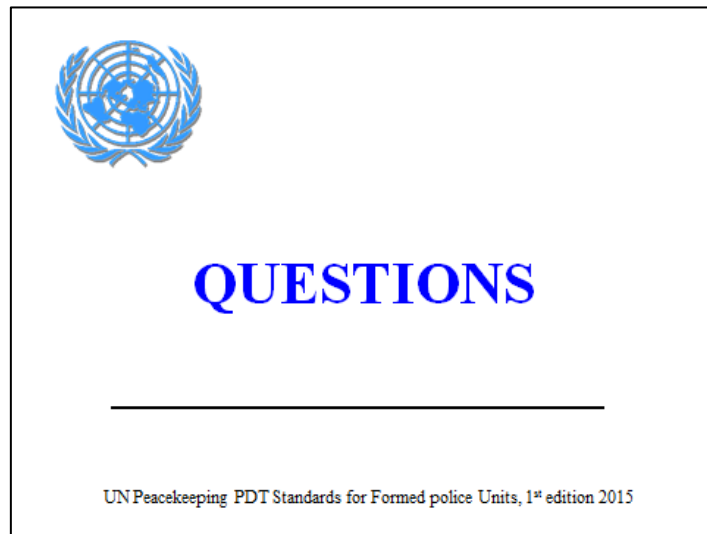 QUESTIONS
UN Peacekeeping PDT Standards for Formed police Units, 1st edition 2015